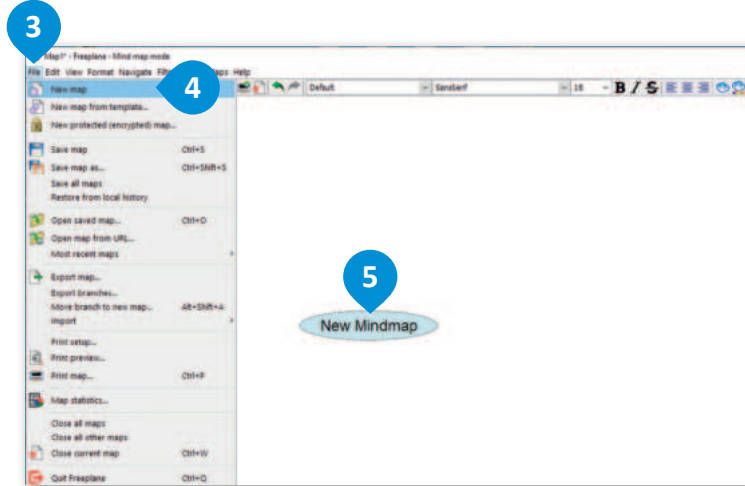 3
Map1* - Freeplane - Mind map mode
File Edit View Format Navigate Filt aps Help
New map
4
Default
SansSerif
18
B / S
New map from template...
New protected (encrypted) map...
Save map Ctrl+S
Save map as... Ctrl+Shift+S
Save all maps
Restore from local history
Open saved map... Ctrl+O
Open map from URL...
Most recent maps
Export map...
Export branches...
Move branch to new map... Alt+Shift+A
Import
Print setup...
Print preview...
Print map... Ctrl+P
Map statistics...
Close all maps
Close all other maps
Close current map Ctrl+W
Quit Freeplane Ctrl+Q
5
New Mindmap